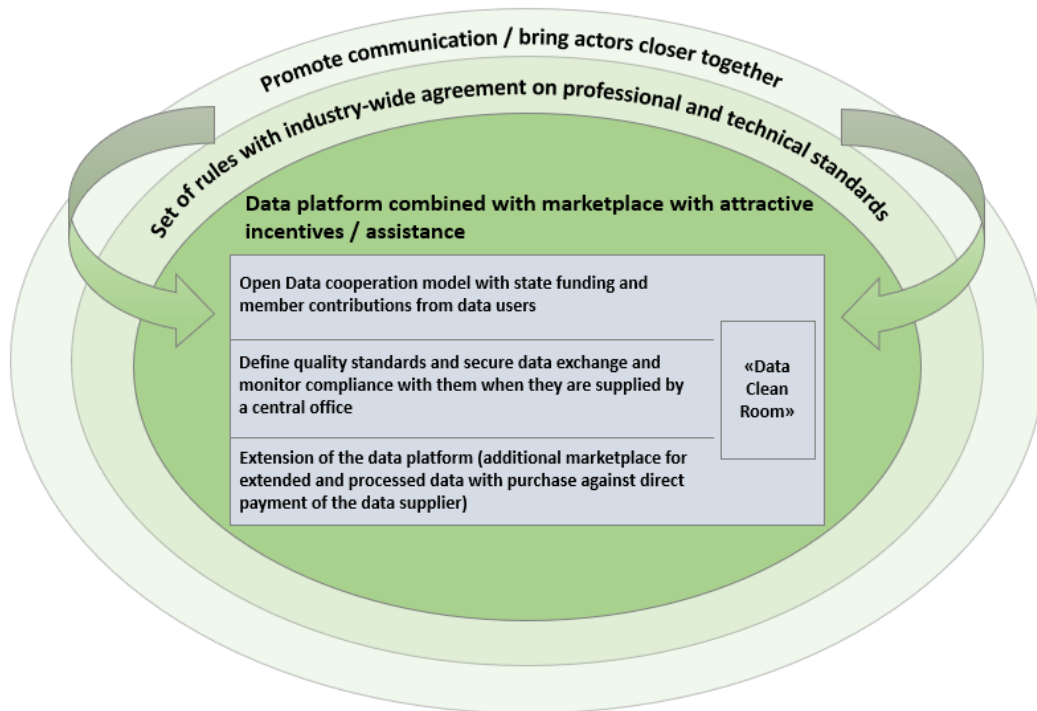 Promote communication / bring actors closer together
Set of rules with industry-wide agreement on professional and technical standards
Data platform combined with marketplace with attractive
incentives / assistance
Open Data cooperation model with state funding and
member contributions from data users
Define quality standards and secure data exchange and
monitor compliance with them when they are supplied by
a central office
Extension of the data platform (additional marketplace for
extended and processed data with purchase against direct
payment of the data supplier)
«Data
Clean
Room»